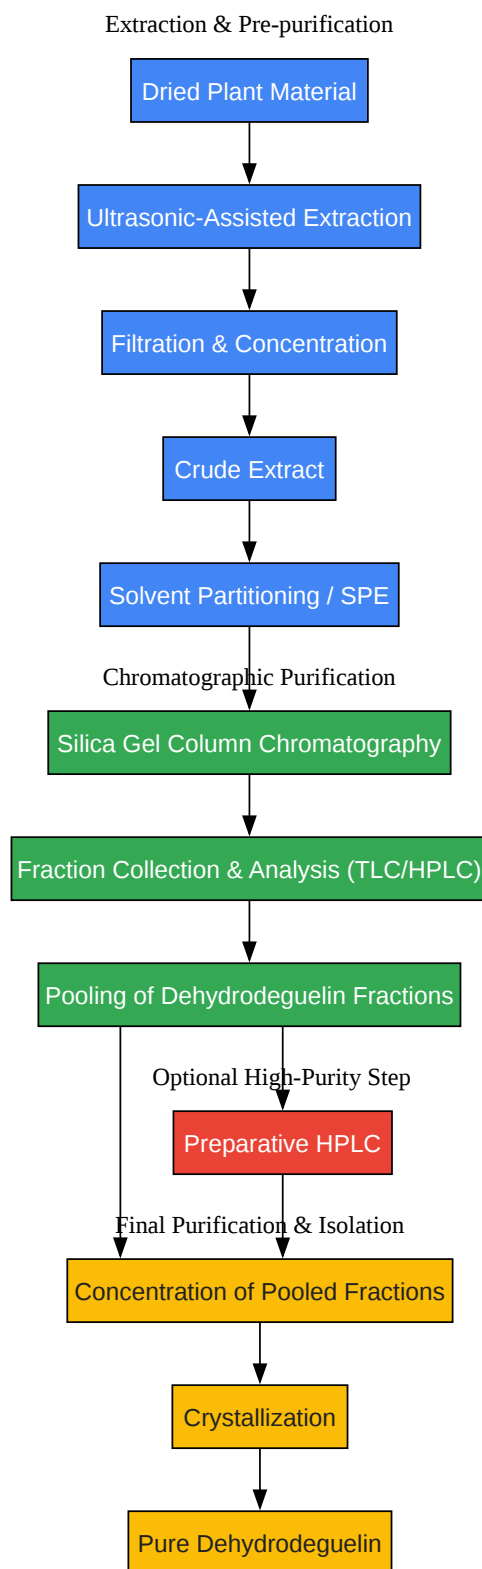 Extraction & Pre-purification
Dried Plant Material
Ultrasonic-Assisted Extraction
Filtration & Concentration
Crude Extract
Solvent Partitioning / SPE
Chromatographic Purification
Silica Gel Column Chromatography
Fraction Collection & Analysis (TLC/HPLC)
Pooling of Dehydrodeguelin Fractions
Optional High-Purity Step
Preparative HPLC
Final Purification & Isolation
Concentration of Pooled Fractions
Crystallization
Pure Dehydrodeguelin